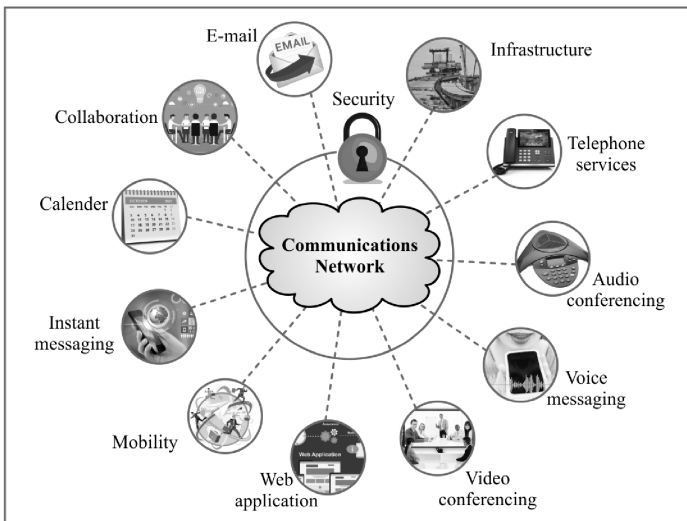 E-mail
EMAIL
Infrastructure
Security
Collaboration
Telephone
services
Calender
Communications
Network
Audio
conferencing
Instant
messaging
Voice
messaging
Mobility
Web
application
Web Application
Video
conferencing